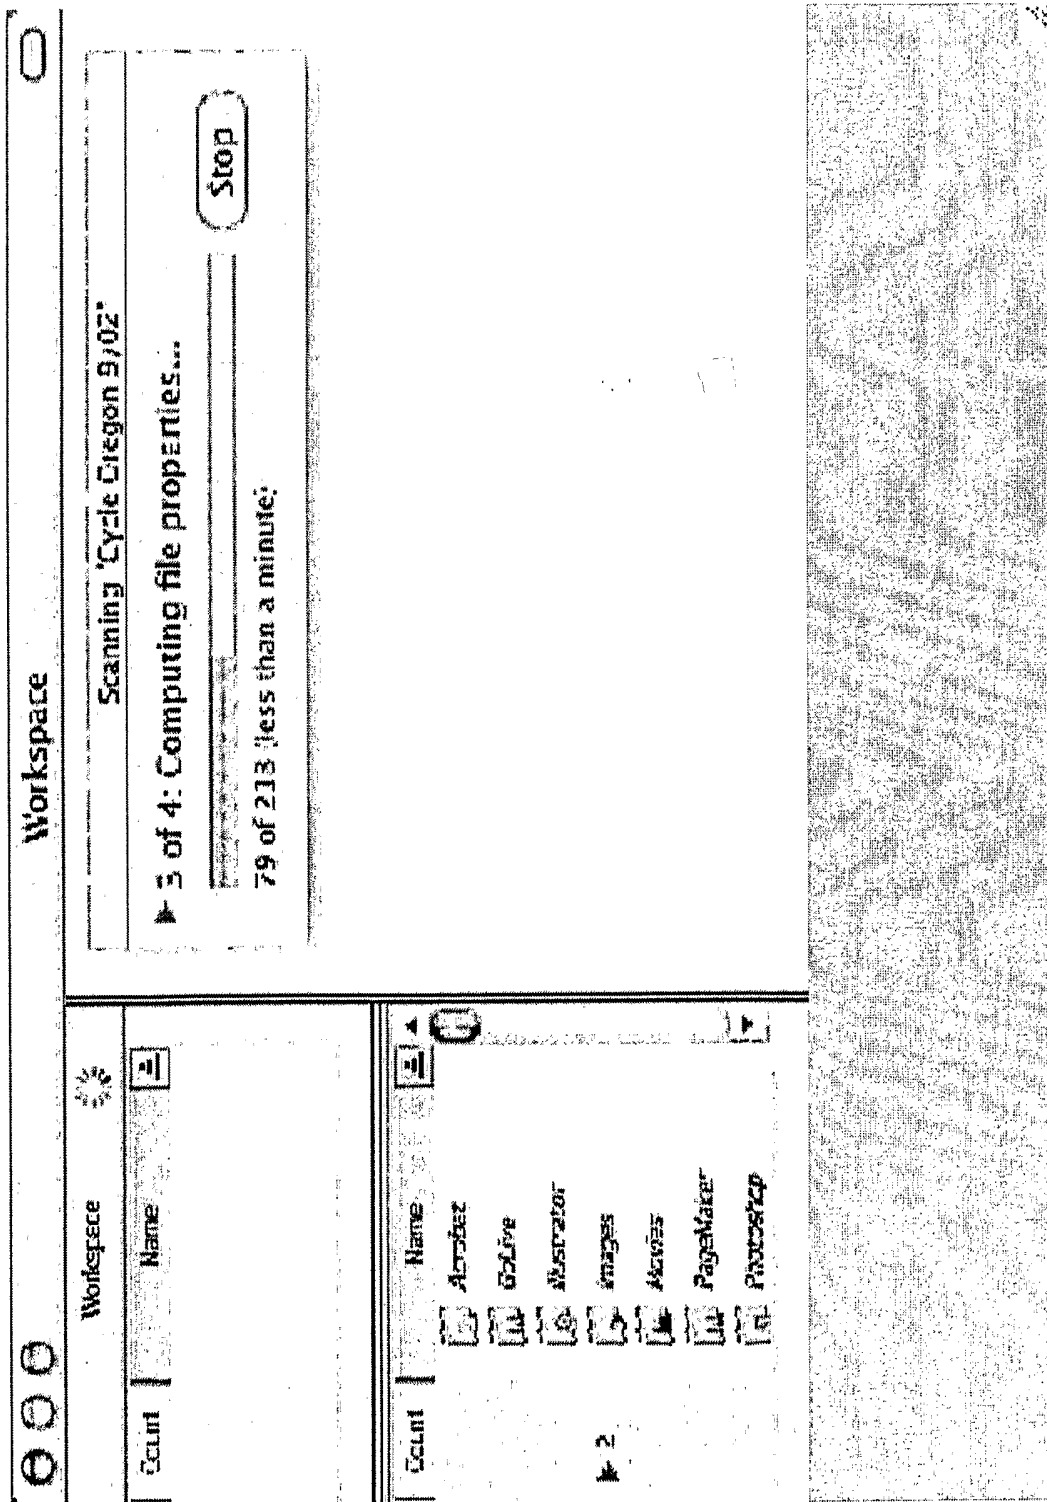 Workspace
Workspace
Count Name
Scanning "Cycle Oregon 9/02"
3 of 4: Computing file properties...
Stop
79 of 213 (less than a minute)
Count Name
Acrobat
GoLive
Illustrator
2 Images
Movies
PageMaker
Photoshop